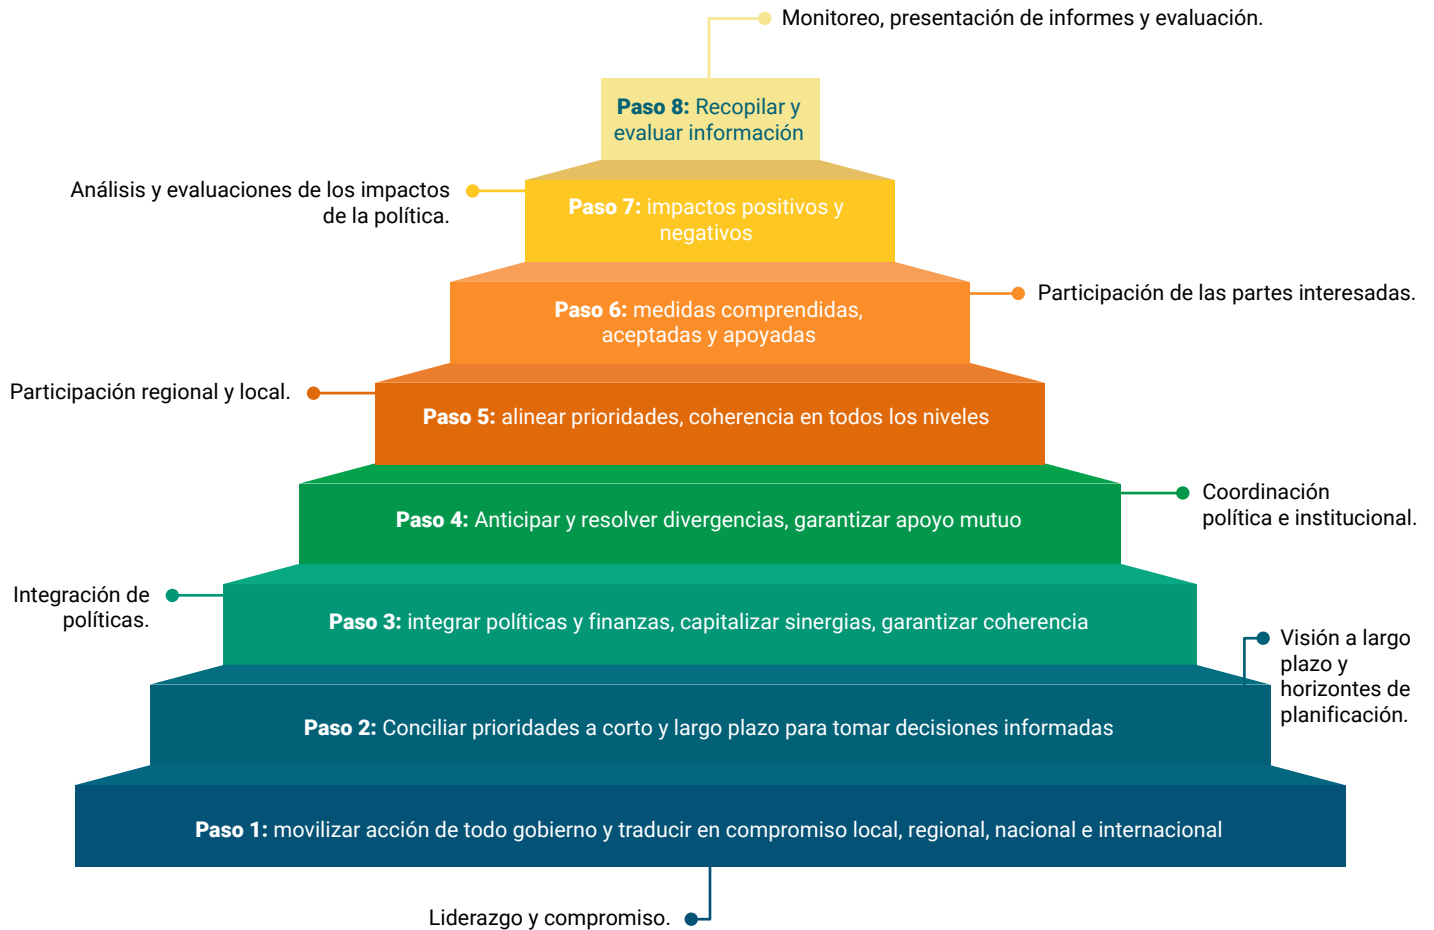 Monitoreo, presentación de informes y evaluación.
Paso 8: Recopilar y
evaluar información
Análisis y evaluaciones de los impactos
de la política.
Paso 7: impactos positivos y
negativos
Participación de las partes interesadas.
Paso 6: medidas comprendidas,
aceptadas y apoyadas
Participación regional y local.
Paso 5: alinear prioridades, coherencia en todos los niveles
Coordinación
política e institucional.
Paso 4: Anticipar y resolver divergencias, garantizar apoyo mutuo
Integración de
políticas.
Paso 3: integrar políticas y finanzas, capitalizar sinergias, garantizar coherencia
Visión a largo
plazo y
horizontes de
planificación.
Paso 2: Conciliar prioridades a corto y largo plazo para tomar decisiones informadas
Paso 1: movilizar acción de todo gobierno y traducir en compromiso local, regional, nacional e internacional
Liderazgo y compromiso.